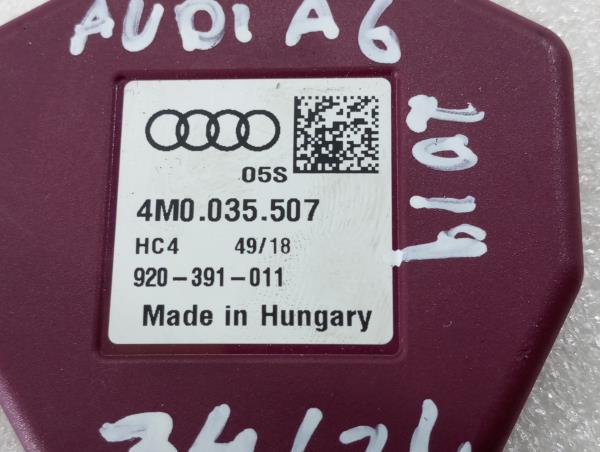 AUDI A6
05S
4M0.035.507
HC4 49/18
920-391-011
Made in Hungary
2019